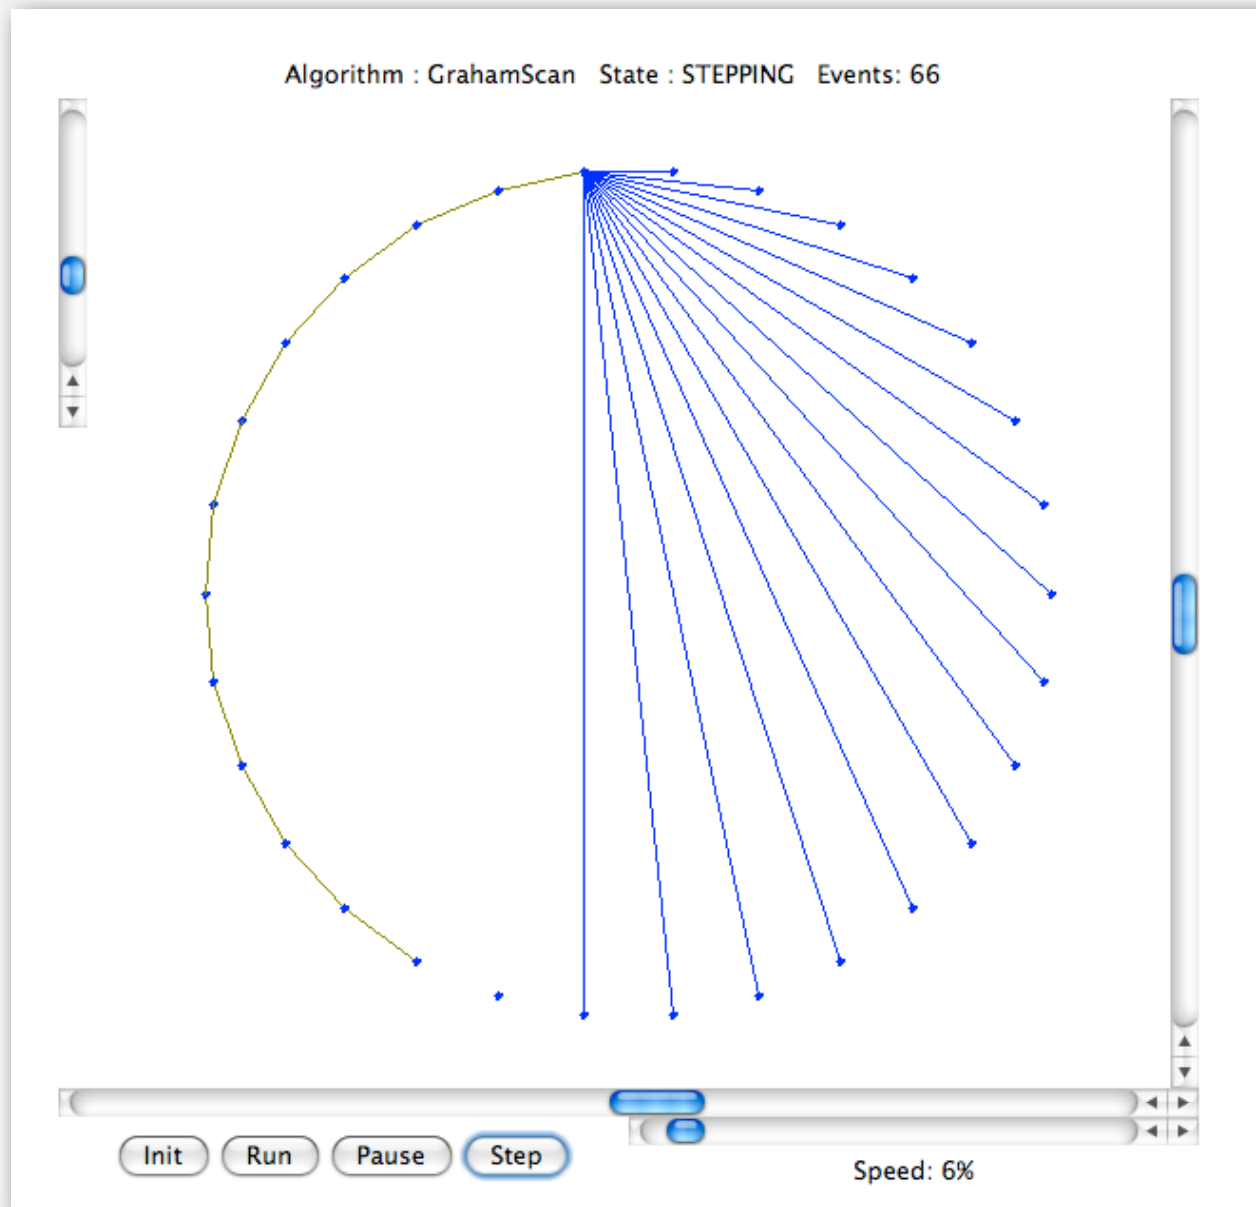 Algorithm : GrahamScan State : STEPPING Events: 66
Init Run Pause Step
Speed: 6%